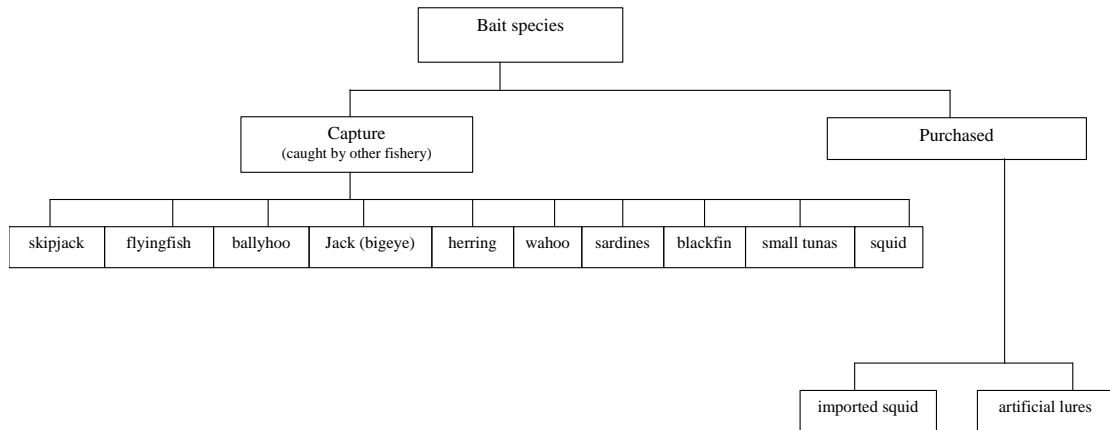 Bait species
Capture
(caught by other fishery)
Purchased
skipjack
flyingfish
ballyhoo
Jack (bigeye)
herring
wahoo
sardines
blackfin
small tunas
squid
imported squid
artificial lures